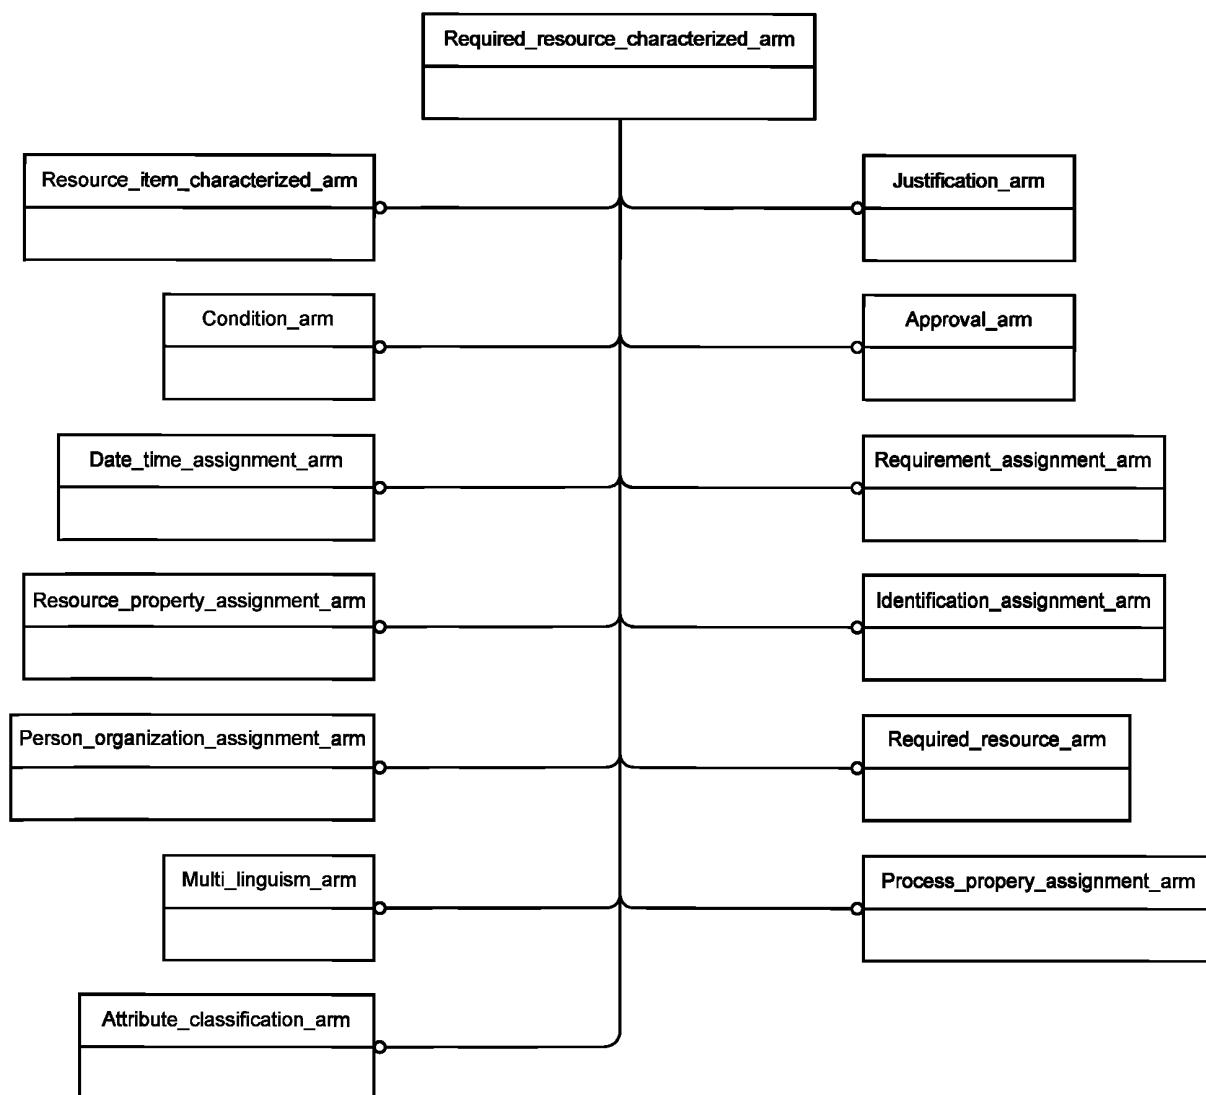 Required_resource_characterized_arm
Resource_item_characterized_arm
Justification_arm
Condition_arm
Approval_arm
Date_time_assignment_arm
Requirement_assignment_arm
Resource_property_assignment_arm
Identification_assignment_arm
Person_organization_assignment_arm
Required_resource_arm
Multi_linguism_arm
Process_propery_assignment_arm
Attribute_classification_arm